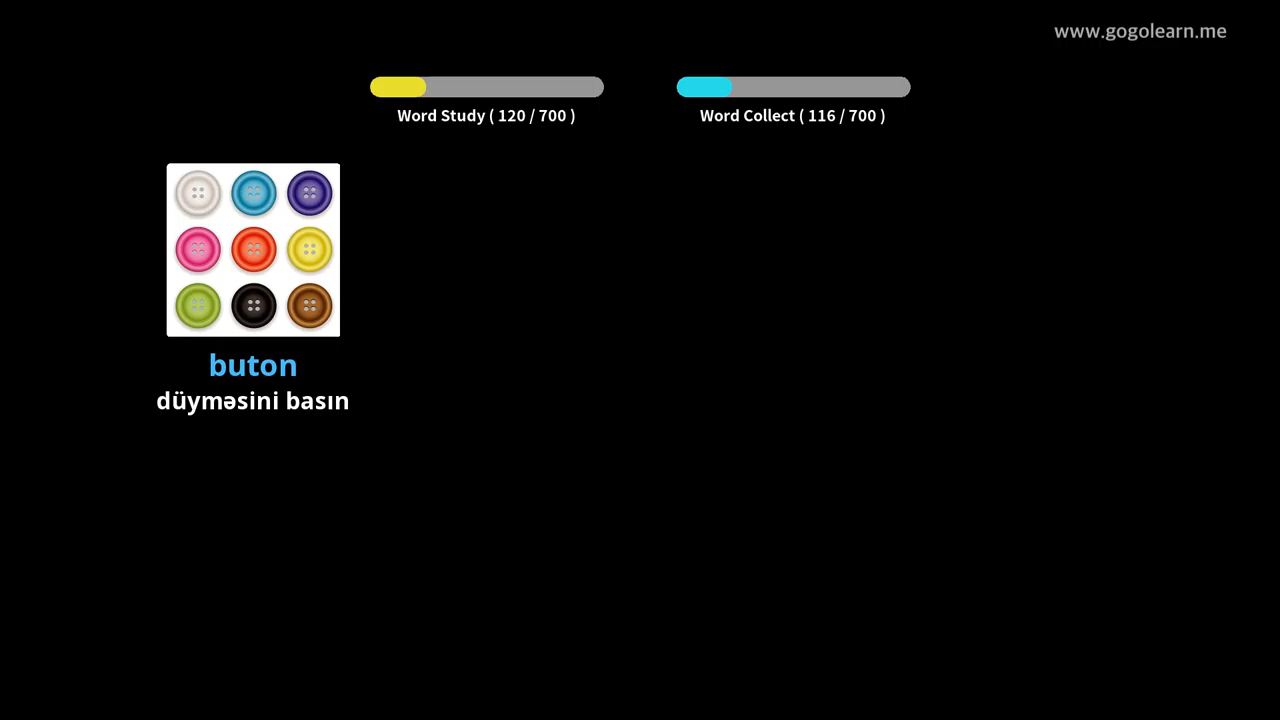 www.gogolearn.me
Word Study ( 120 / 700 )
Word Collect ( 116 / 700 )
buton
düyməsini basın